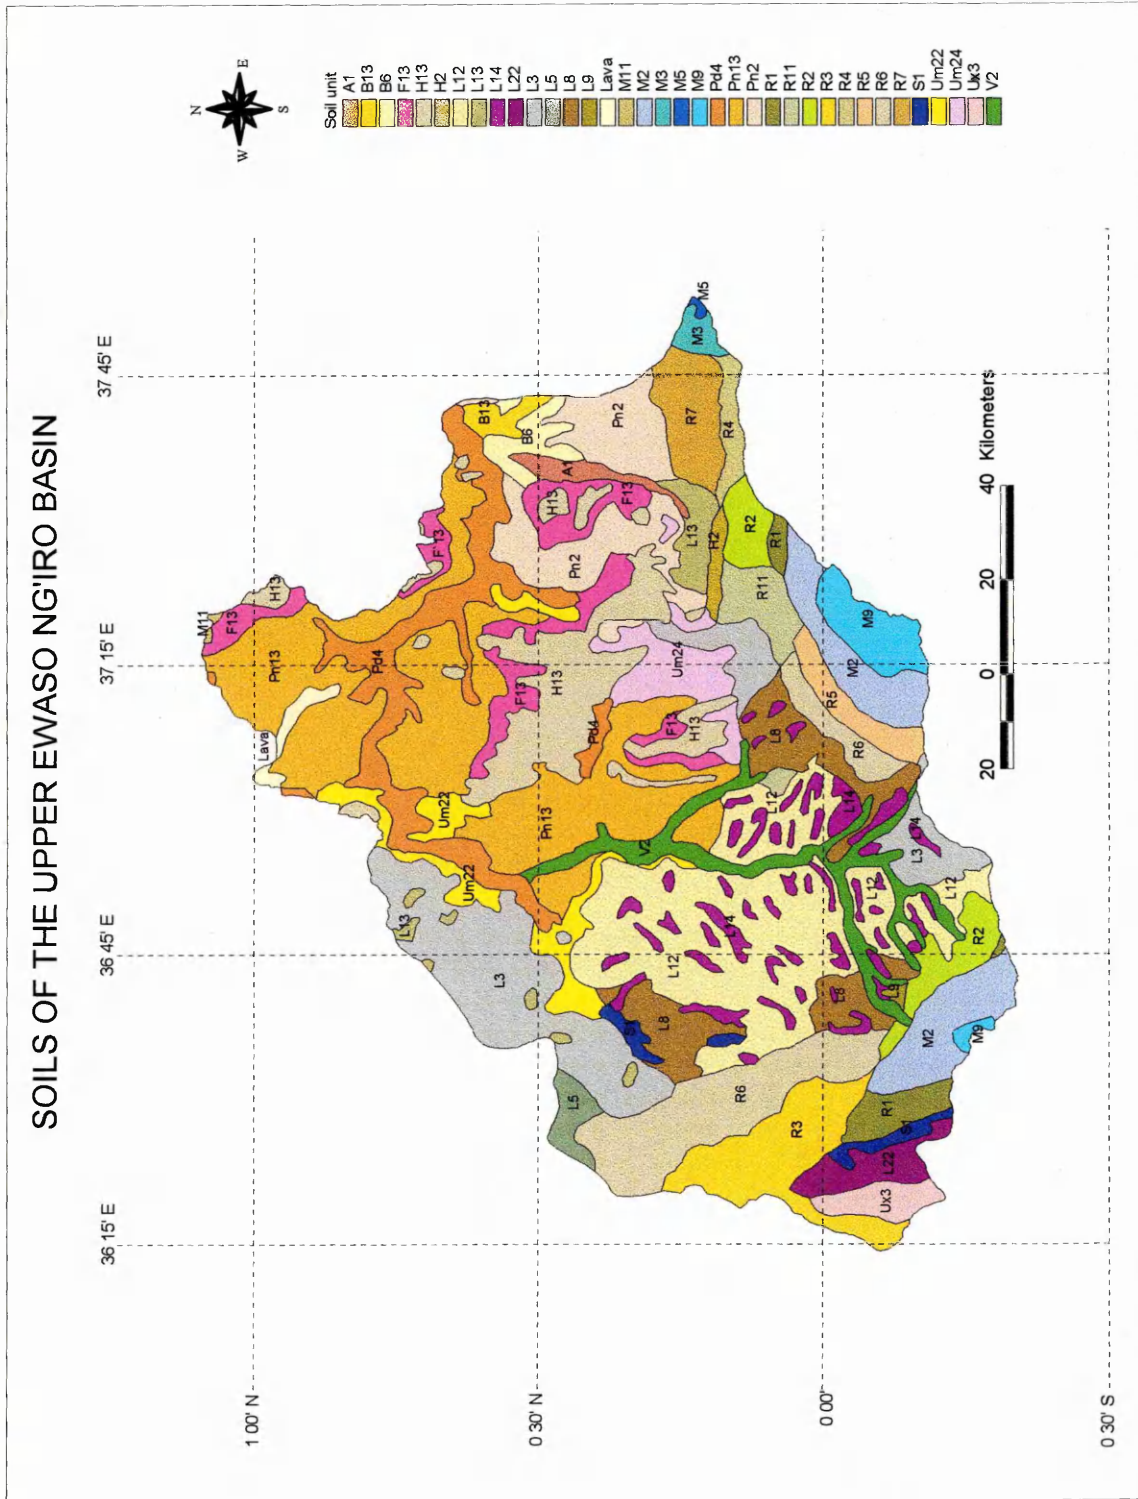 SOILS OF THE UPPER EWASO NG'IRO BASIN
N
W
E
S
Soil unit
A1
B13
B6
F13
H13
H2
L12
L13
L14
L22
L3
L5
L8
L9
Lava
M11
M2
M3
M5
M9
Pd4
Pn13
Pn2
R1
R11
R2
R3
R4
R5
R6
R7
S1
Um22
Um24
Ux3
V2
36 15' E
36 45' E
37 15' E
37 45' E
1 00' N
0 30' N
0 00'
0 30' S
M11
F13
H13
Pn13
Lava
Pd4
F13
L13
Um22
Um22
L3
B13
B6
F13
H13
Pn13
H13
A1
Pn2
L5
Pd4
Pn2
F13
S1
L8
V2
F13
H13
Um24
L12
L14
L13
R7
M3
M5
H2
R4
R6
L12
L8
R11
R2
R1
R3
L8
L14
R5
R6
M2
M9
L12
L9
R1
S1
L22
Ux3
M2
M9
L3
L14
L12
R2
20 0 20 40 Kilometers